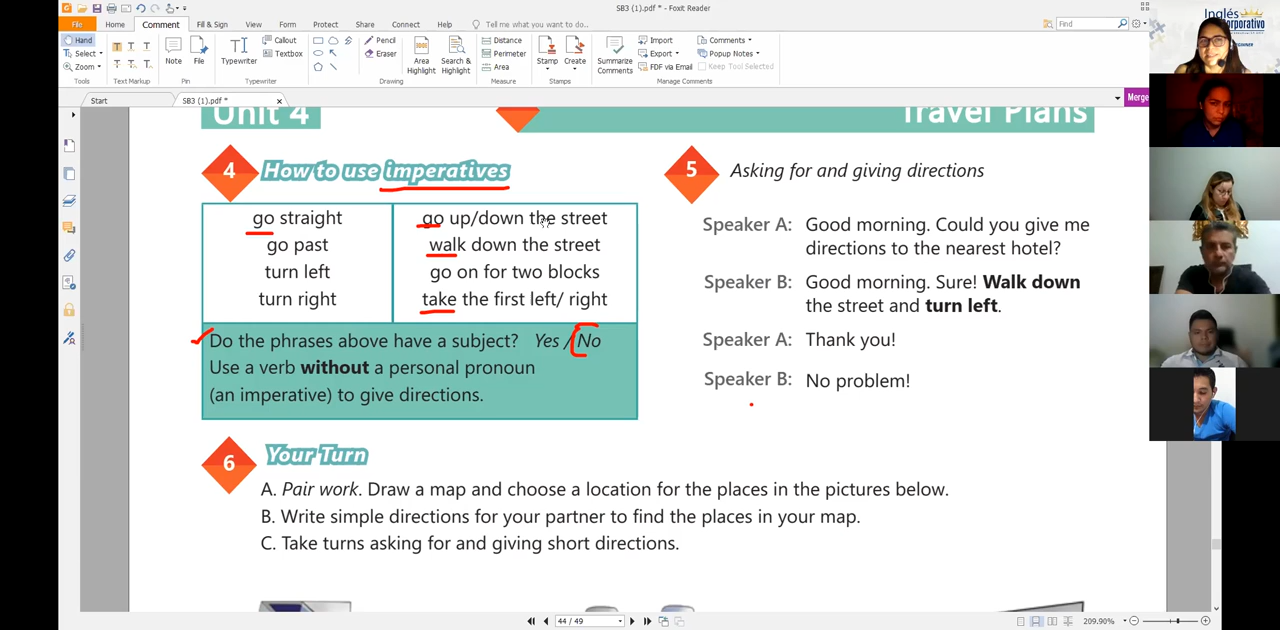 SB3 (1).pdf * - Foxit Reader
File Home Comment Fill & Sign View Form Protect Share Connect Help Tell me what you want to do... Find
Hand
Select
Zoom
Tools
T T T
T T T
Text Markup
Note File
Pin
Typewriter
Callout
Textbox
Typewriter
Pencil
Eraser
Drawing
Area Highlight
Search & Highlight
Distance
Perimeter
Area
Measure
Stamp Create
Stamps
Summarize Comments
Import
Export
FDF via Email
Comments
Popup Notes
Keep Tool Selected
Manage Comments
Start SB3 (1).pdf * Merge
Unit 4
Travel Plans
4 How to use imperatives
go straight
go past
turn left
turn right
go up/down the street
walk down the street
go on for two blocks
take the first left/ right
Do the phrases above have a subject? Yes / No
Use a verb without a personal pronoun
(an imperative) to give directions.
5 Asking for and giving directions
Speaker A: Good morning. Could you give me
directions to the nearest hotel?
Speaker B: Good morning. Sure! Walk down
the street and turn left.
Speaker A: Thank you!
Speaker B: No problem!
6 Your Turn
A. Pair work. Draw a map and choose a location for the places in the pictures below.
B. Write simple directions for your partner to find the places in your map.
C. Take turns asking for and giving short directions.
44 / 49
209.90%
Inglés